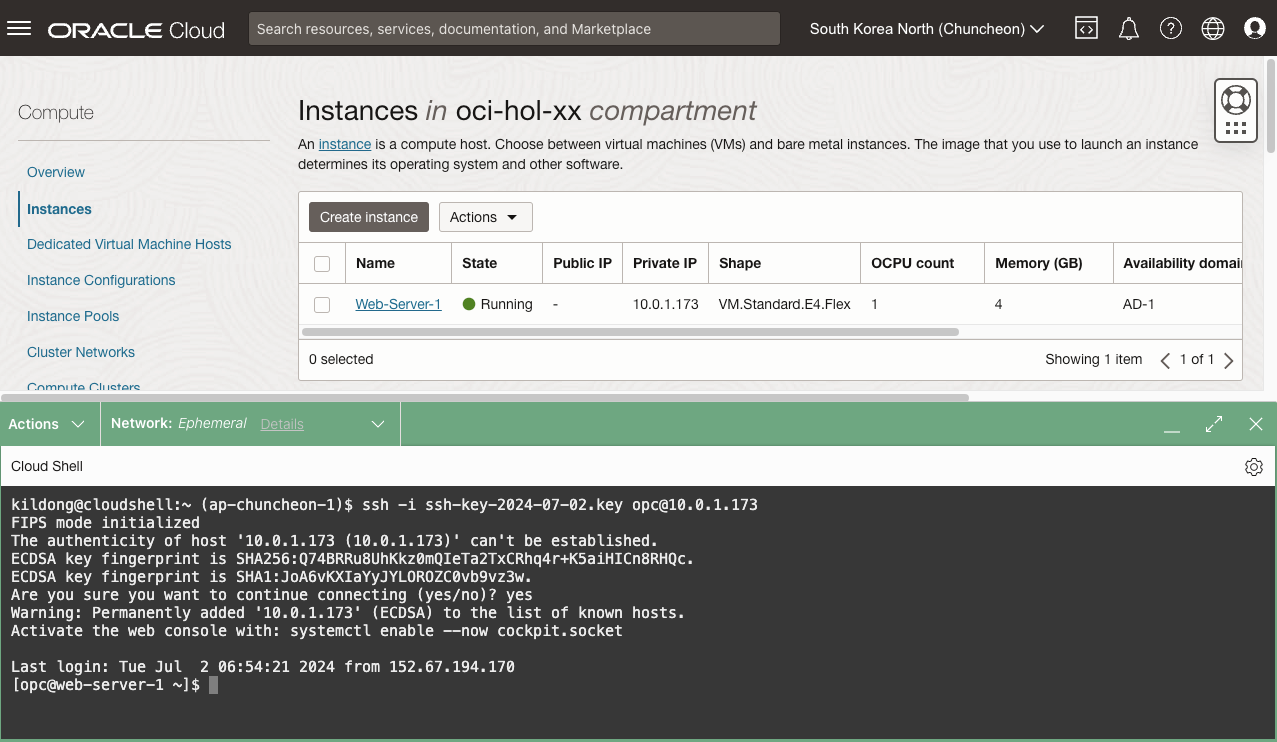 ORACLE Cloud
Search resources, services, documentation, and Marketplace
South Korea North (Chuncheon)
Compute
Overview
Instances
Dedicated Virtual Machine Hosts
Instance Configurations
Instance Pools
Cluster Networks
Compute Clusters
Instances in oci-hol-xx compartment
An instance is a compute host. Choose between virtual machines (VMs) and bare metal instances. The image that you use to launch an instance
determines its operating system and other software.
Create instance Actions
Name State Public IP Private IP Shape OCPU count Memory (GB) Availability domai
Web-Server-1 Running - 10.0.1.173 VM.Standard.E4.Flex 1 4 AD-1
0 selected Showing 1 item 1 of 1
Actions Network: Ephemeral Details
Cloud Shell
kildong@cloudshell:~ (ap-chuncheon-1)$ ssh -i ssh-key-2024-07-02.key opc@10.0.1.173
FIPS mode initialized
The authenticity of host '10.0.1.173 (10.0.1.173)' can't be established.
ECDSA key fingerprint is SHA256:Q74BRRu8UhKkz0mQIeTa2TxCRhq4r+K5aiHICn8RHQc.
ECDSA key fingerprint is SHA1:JoA6vKXIaYyJYLOROZC0vb9vz3w.
Are you sure you want to continue connecting (yes/no)? yes
Warning: Permanently added '10.0.1.173' (ECDSA) to the list of known hosts.
Activate the web console with: systemctl enable --now cockpit.socket
Last login: Tue Jul  2 06:54:21 2024 from 152.67.194.170
[opc@web-server-1 ~]$